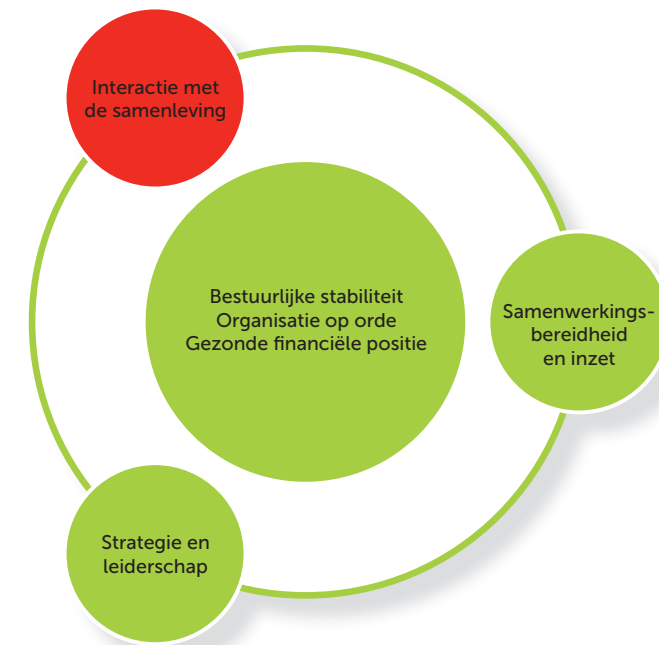 Interactie met
de samenleving
Bestuurlijke stabiliteit
Organisatie op orde
Gezonde financiële positie
Samenwerkings-
bereidheid
en inzet
Strategie en
leiderschap